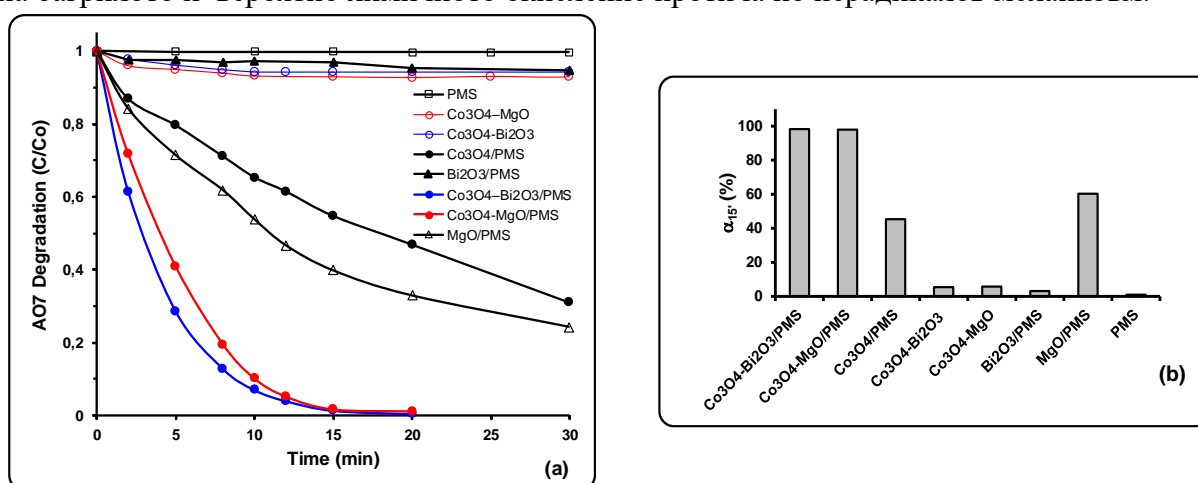 PMS
Co3O4–MgO
Co3O4-Bi2O3
Co3O4/PMS
Bi2O3/PMS
Co3O4–Bi2O3/PMS
Co3O4-MgO/PMS
MgO/PMS
AO7 Degradation (C/Co)
1
0,8
0,6
0,4
0,2
0
0 5 10 15 20 25 30
Time (min)
(a)
α15' (%)
100
80
60
40
20
0
Co3O4-Bi2O3/PMS
Co3O4-MgO/PMS
Co3O4/PMS
Co3O4-Bi2O3
Co3O4-MgO
Bi2O3/PMS
MgO/PMS
PMS
(b)